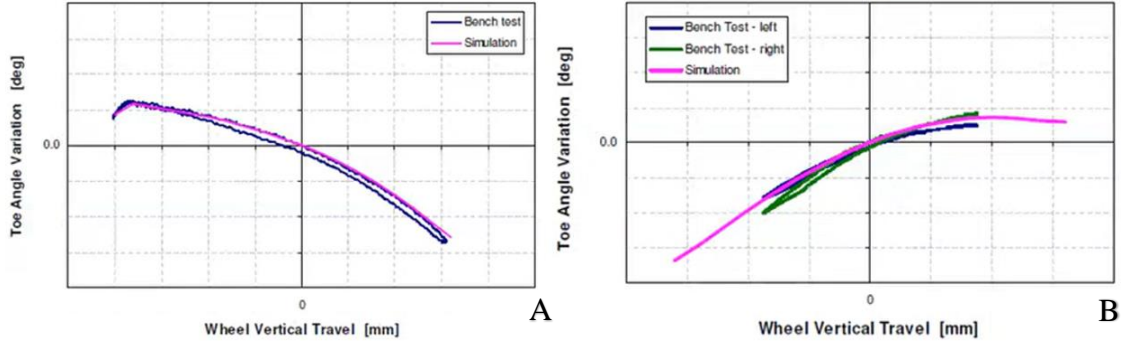 Bench test
Simulation
Toe Angle Variation [deg]
0.0
0
Wheel Vertical Travel [mm]
A
Bench Test - left
Bench Test - right
Simulation
Toe Angle Variation [deg]
0.0
0
Wheel Vertical Travel [mm]
B